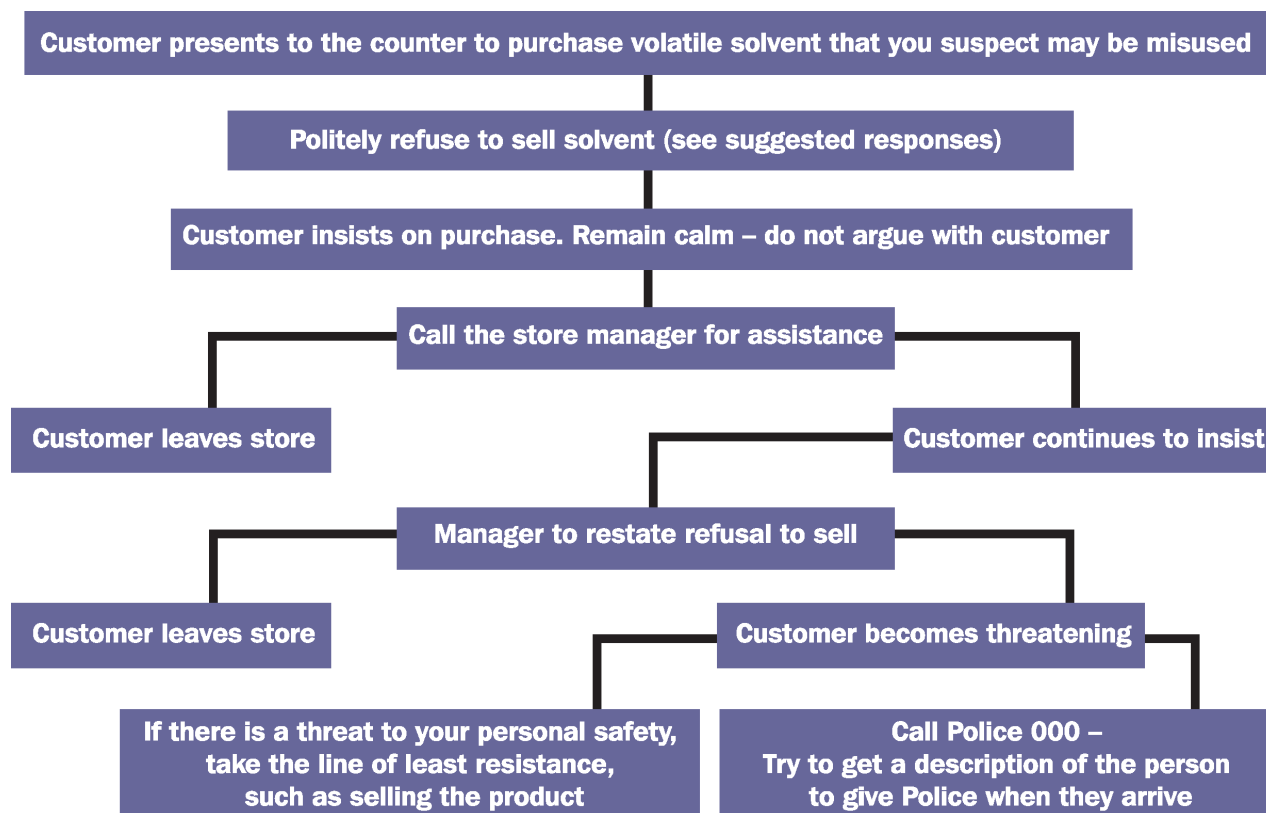 Customer presents to the counter to purchase volatile solvent that you suspect may be misused
Politely refuse to sell solvent (see suggested responses)
Customer insists on purchase. Remain calm – do not argue with customer
Call the store manager for assistance
Customer leaves store
Customer continues to insist
Manager to restate refusal to sell
Customer leaves store
Customer becomes threatening
If there is a threat to your personal safety,
take the line of least resistance,
such as selling the product
Call Police 000 –
Try to get a description of the person
to give Police when they arrive